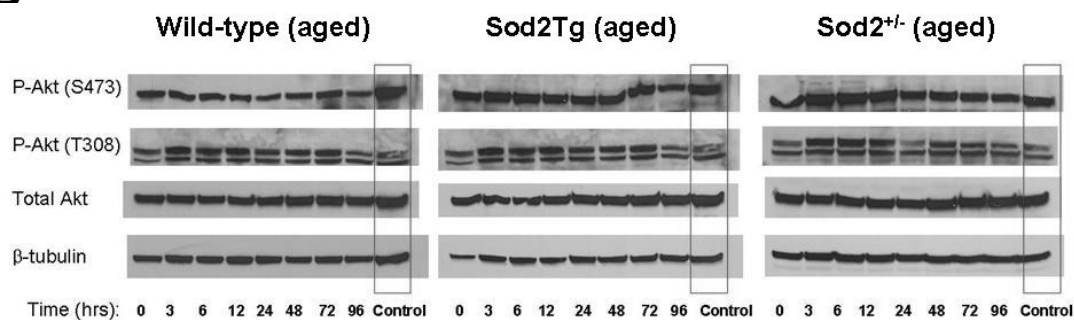 Wild-type (aged) Sod2Tg (aged) Sod2+/- (aged)
P-Akt (S473)
P-Akt (T308)
Total Akt
β-tubulin
Time (hrs): 0 3 6 12 24 48 72 96 Control 0 3 6 12 24 48 72 96 Control 0 3 6 12 24 48 72 96 Control